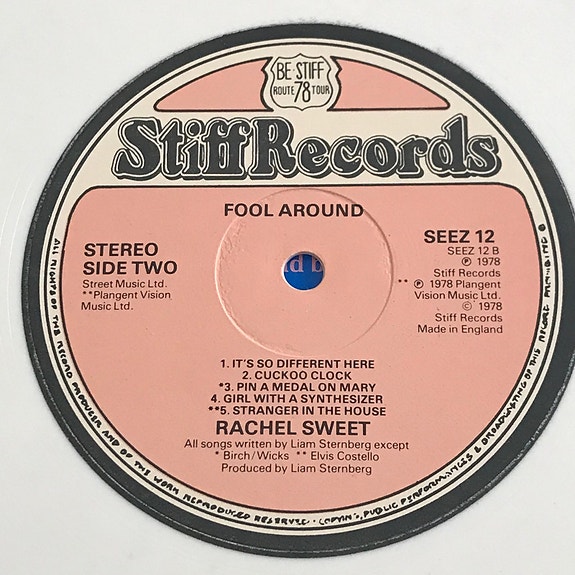 BE STIFF
ROUTE 78 TOUR
Stiff Records
FOOL AROUND
STEREO
SIDE TWO
Street Music Ltd.
**Plangent Vision
Music Ltd.
SEEZ 12
SEEZ 12 B
℗ 1978
Stiff Records
** ℗ 1978 Plangent
Vision Music Ltd.
© 1978
Stiff Records
Made in England
nd b
1. IT'S SO DIFFERENT HERE
2. CUCKOO CLOCK
*3. PIN A MEDAL ON MARY
4. GIRL WITH A SYNTHESIZER
**5. STRANGER IN THE HOUSE
RACHEL SWEET
All songs written by Liam Sternberg except
* Birch/Wicks ** Elvis Costello
Produced by Liam Sternberg
ALL RIGHTS OF THE RECORD PRODUCER AND OF THE WORK REPRODUCED RESERVED · COPYING, PUBLIC PERFORMANCES & BROADCASTING OF THIS RECORD PROHIBITED